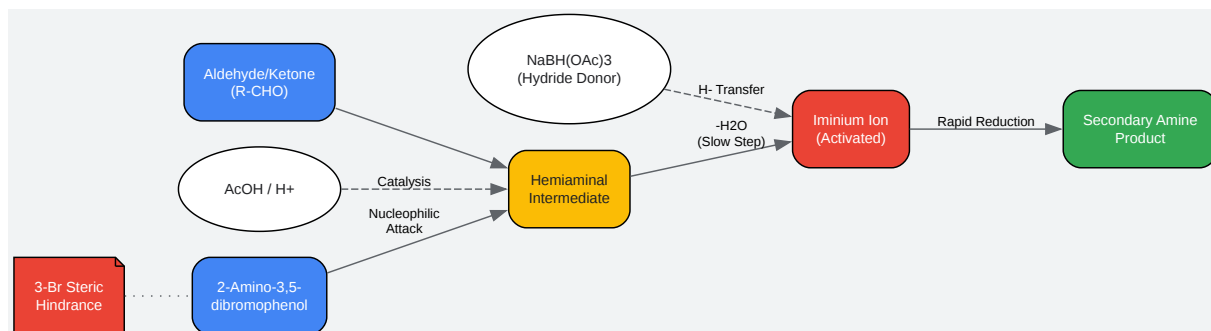 Aldehyde/Ketone
(R-CHO)
NaBH(OAc)3
(Hydride Donor)
H- Transfer
-H2O
(Slow Step)
Iminium Ion
(Activated)
Rapid Reduction
Secondary Amine
Product
AcOH / H+
Catalysis
Hemiaminal
Intermediate
Nucleophilic
Attack
3-Br Steric
Hindrance
2-Amino-3,5-
dibromophenol